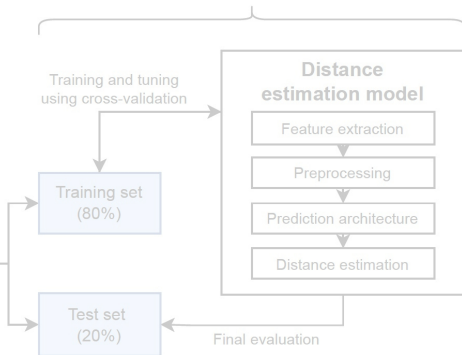 Training and tuning
using cross-validation
Distance
estimation model
Feature extraction
Preprocessing
Prediction architecture
Distance estimation
Training set
(80%)
Test set
(20%)
Final evaluation